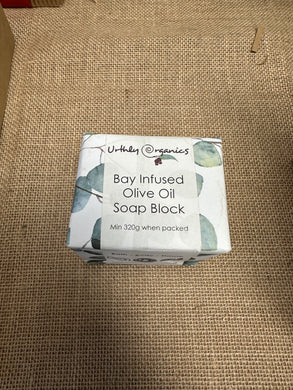 Urthly Organics
Bay Infused
Olive Oil
Soap Block
Min 320g when packed